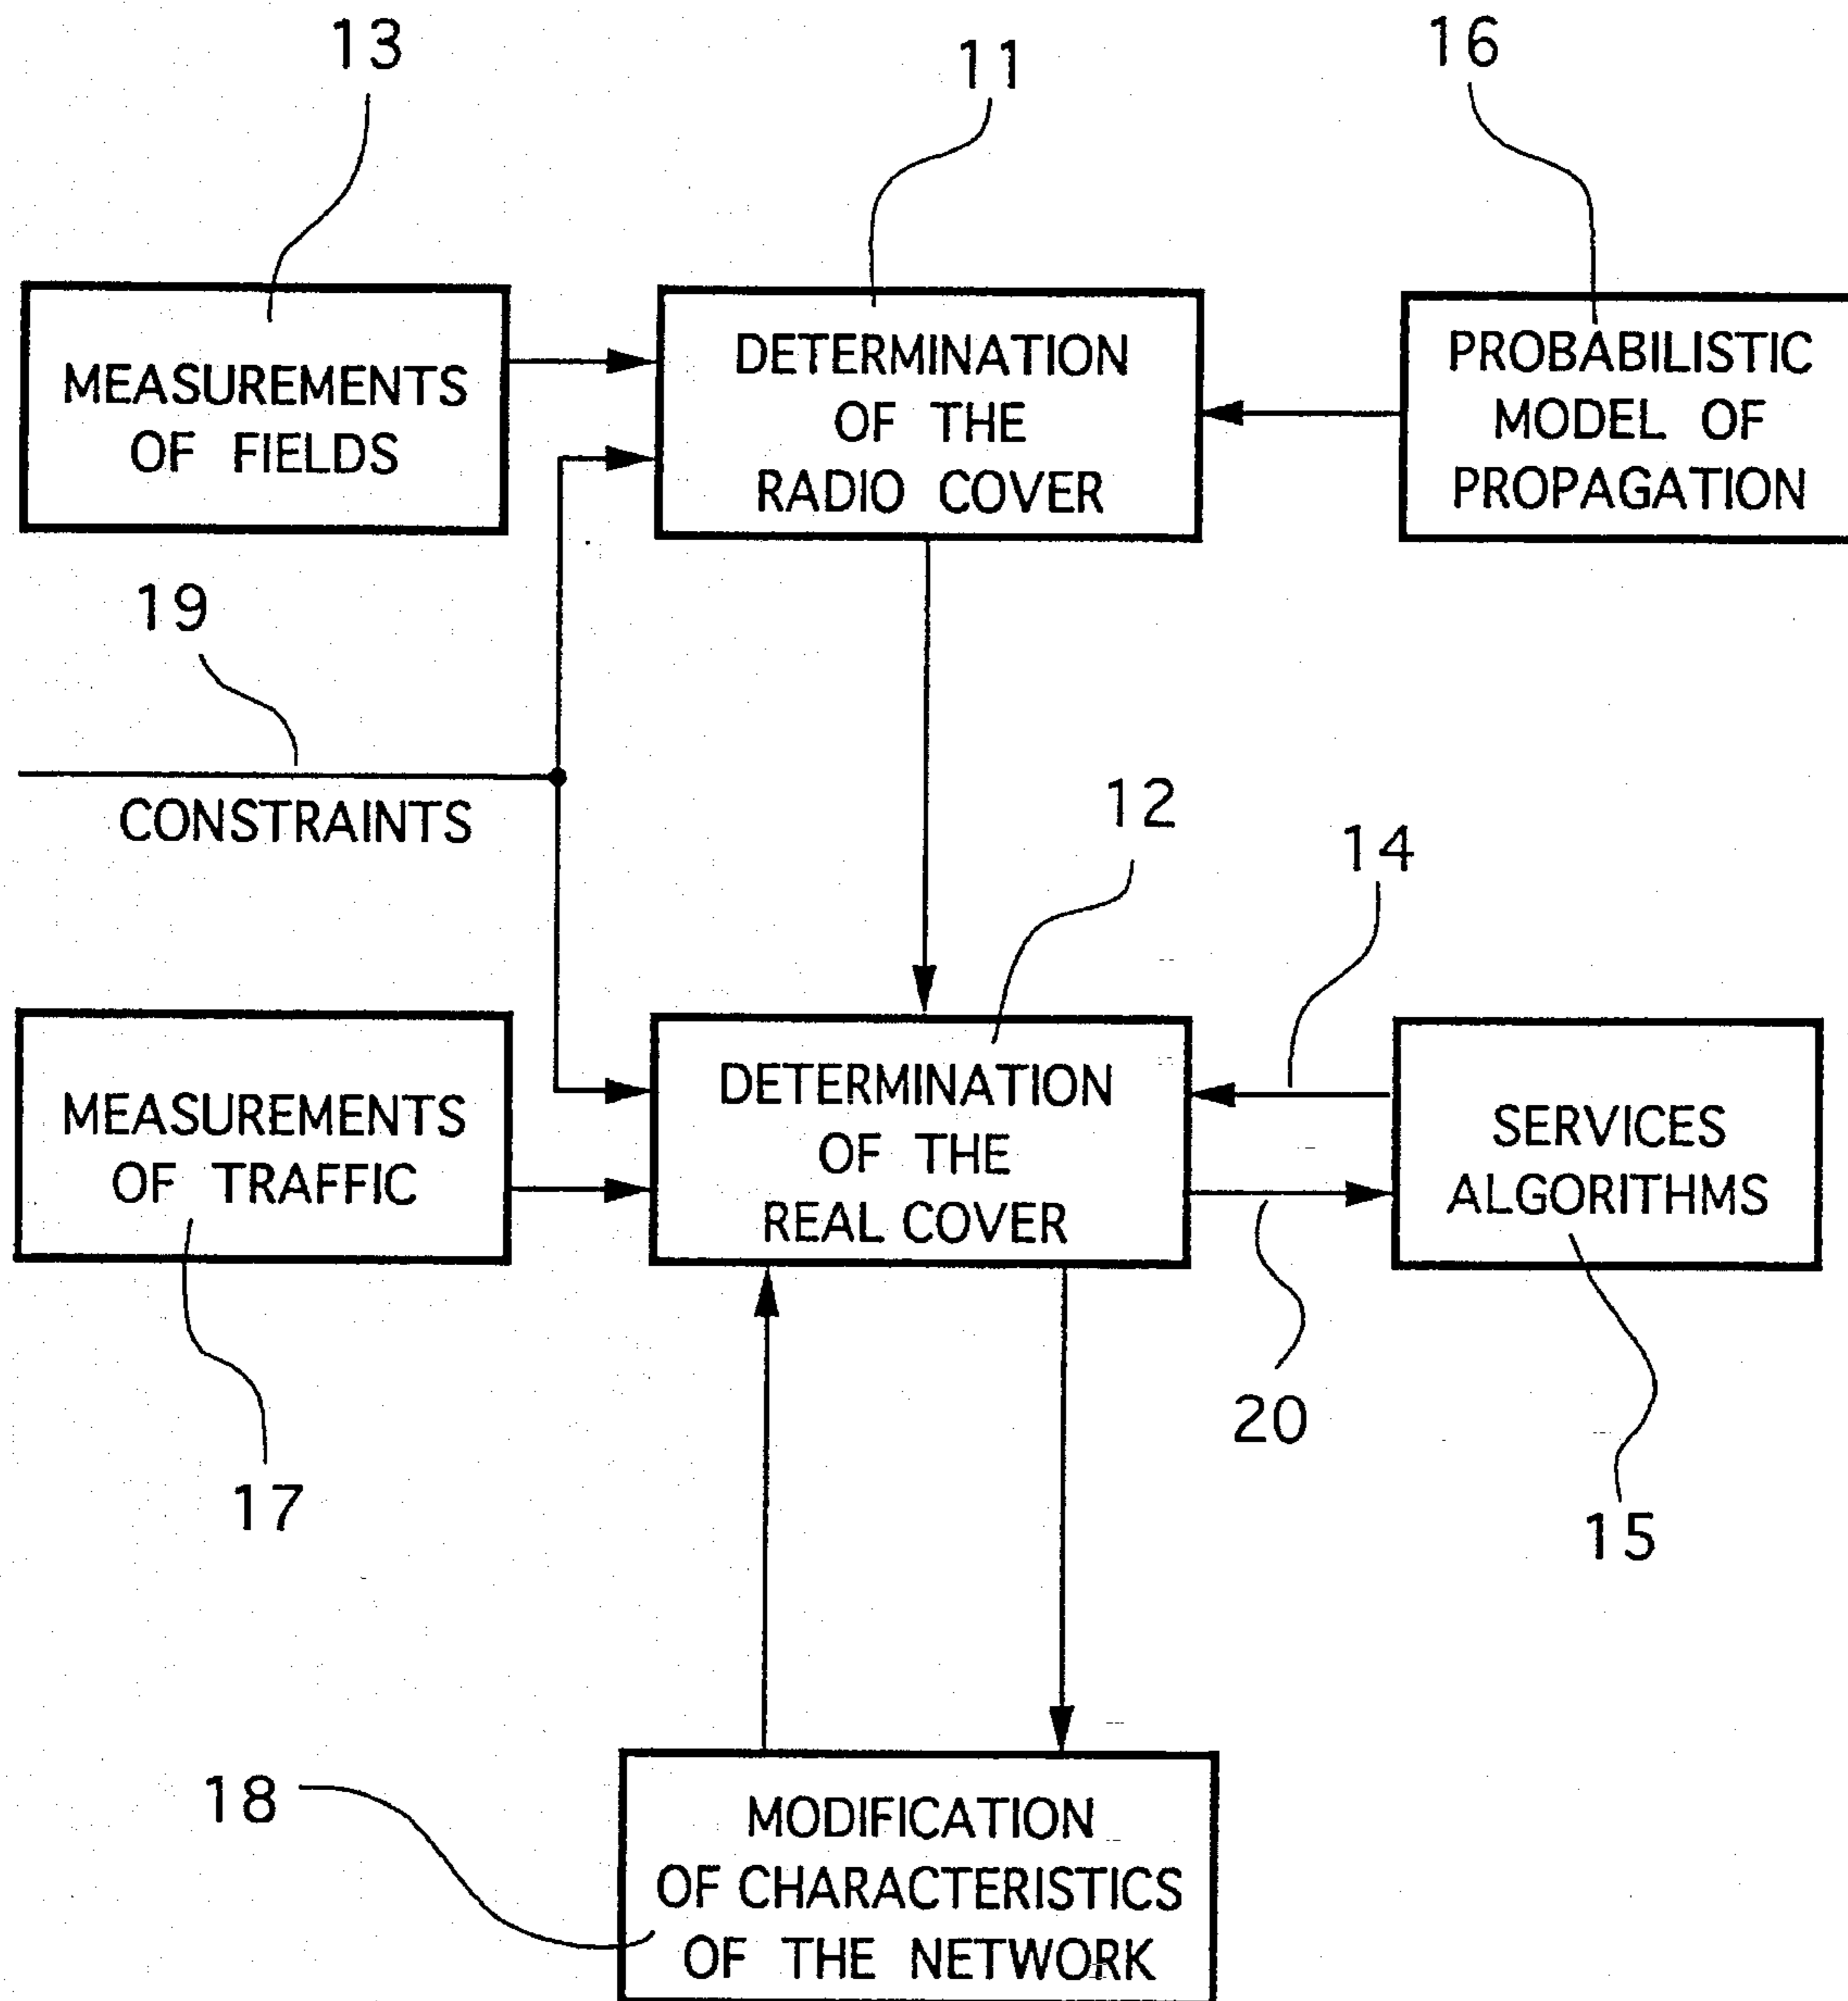 13
11
16
MEASUREMENTS
OF FIELDS
DETERMINATION
OF THE
RADIO COVER
PROBABILISTIC
MODEL OF
PROPAGATION
19
CONSTRAINTS
12
14
MEASUREMENTS
OF TRAFFIC
DETERMINATION
OF THE
REAL COVER
SERVICES
ALGORITHMS
20
17
15
18
MODIFICATION
OF CHARACTERISTICS
OF THE NETWORK